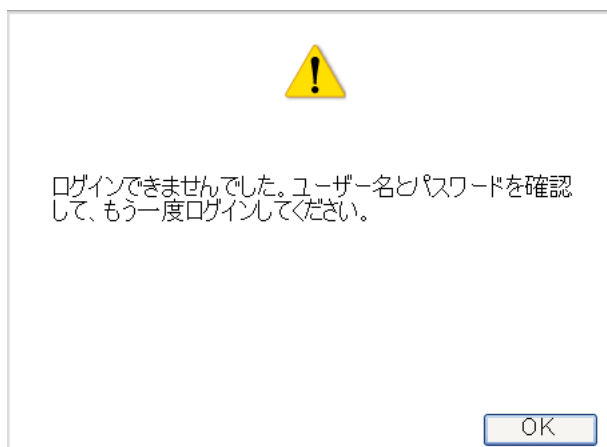 ログインできませんでした。ユーザー名とパスワードを確認
して、もう一度ログインしてください。
OK